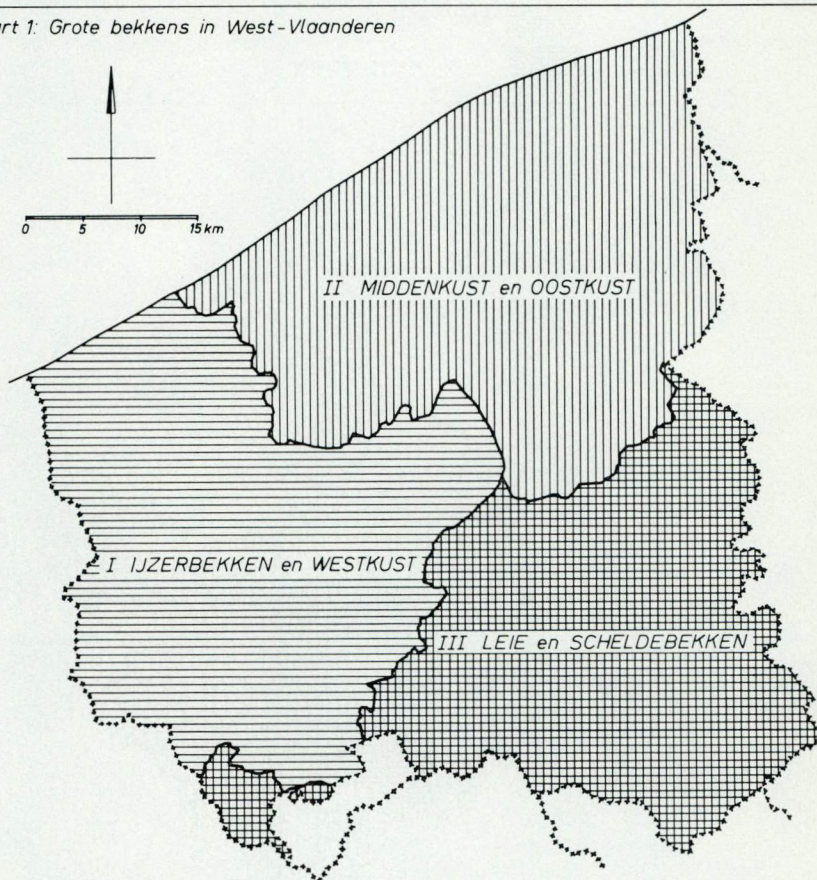 art 1: Grote bekkens in West-Vlaanderen
0 5 10 15 km
II MIDDENKUST en OOSTKUST
I IJZERBEKKEN en WESTKUST
III LEIE en SCHELDEBEKKEN